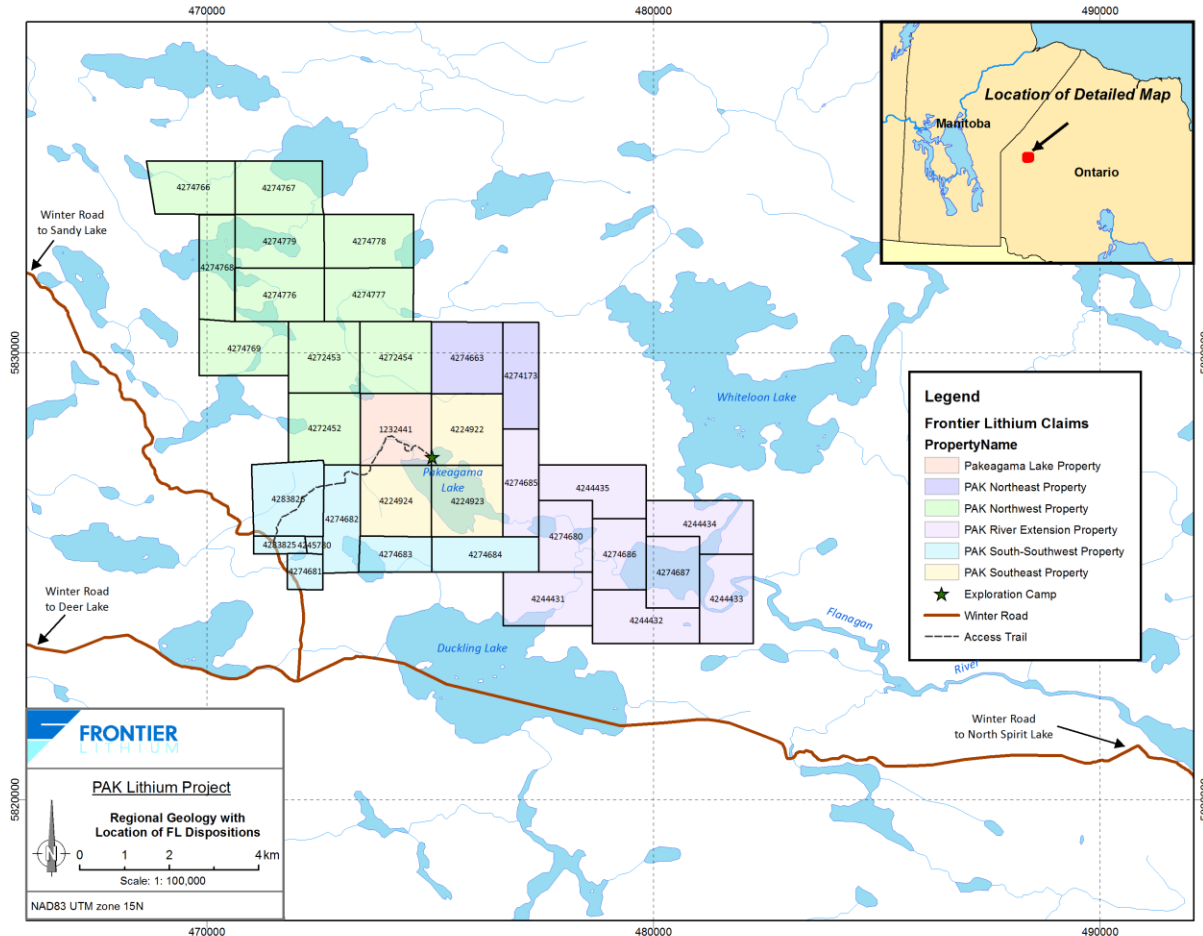 470000
480000
490000
Location of Detailed Map
Manitoba
Ontario
4274766
4274767
Winter Road
to Sandy Lake
4274779
4274778
4274768
4274776
4274777
5830000
4274769
4272453
4272454
4274663
4274173
Whiteloon Lake
4272452
1232441
4224922
Pakeagama
Lake
4274685
4244435
4283826
4274682
4224924
4224923
4244434
4274680
4283825
4245730
4274683
4274684
4274686
4274681
4274687
4244431
4244433
4244432
Legend
Frontier Lithium Claims
PropertyName
Pakeagama Lake Property
PAK Northeast Property
PAK Northwest Property
PAK River Extension Property
PAK South-Southwest Property
PAK Southeast Property
Exploration Camp
Winter Road
Access Trail
Winter Road
to Deer Lake
Duckling Lake
Flanagan
River
Winter Road
to North Spirit Lake
FRONTIER
LITHIUM
PAK Lithium Project
Regional Geology with
Location of FL Dispositions
N
0 1 2 4 km
Scale: 1: 100,000
NAD83 UTM zone 15N
5820000
470000
480000
490000